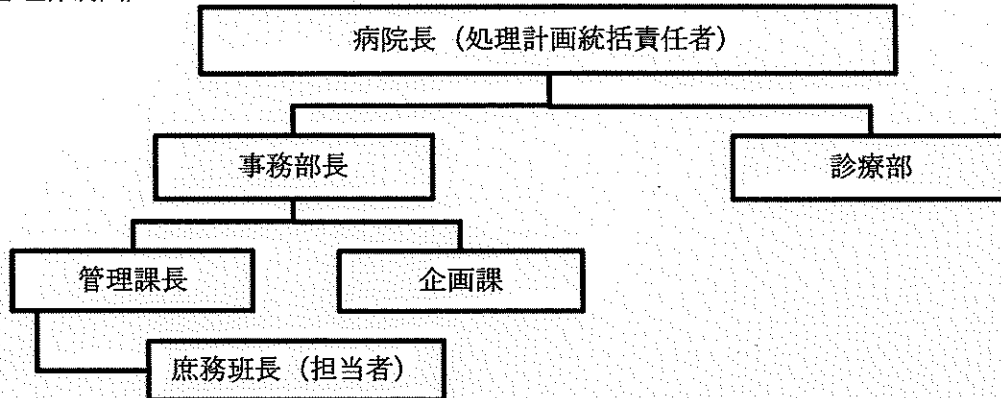 病院長（処理計画統括責任者）
事務部長
診療部
管理課長
企画課
庶務班長（担当者）